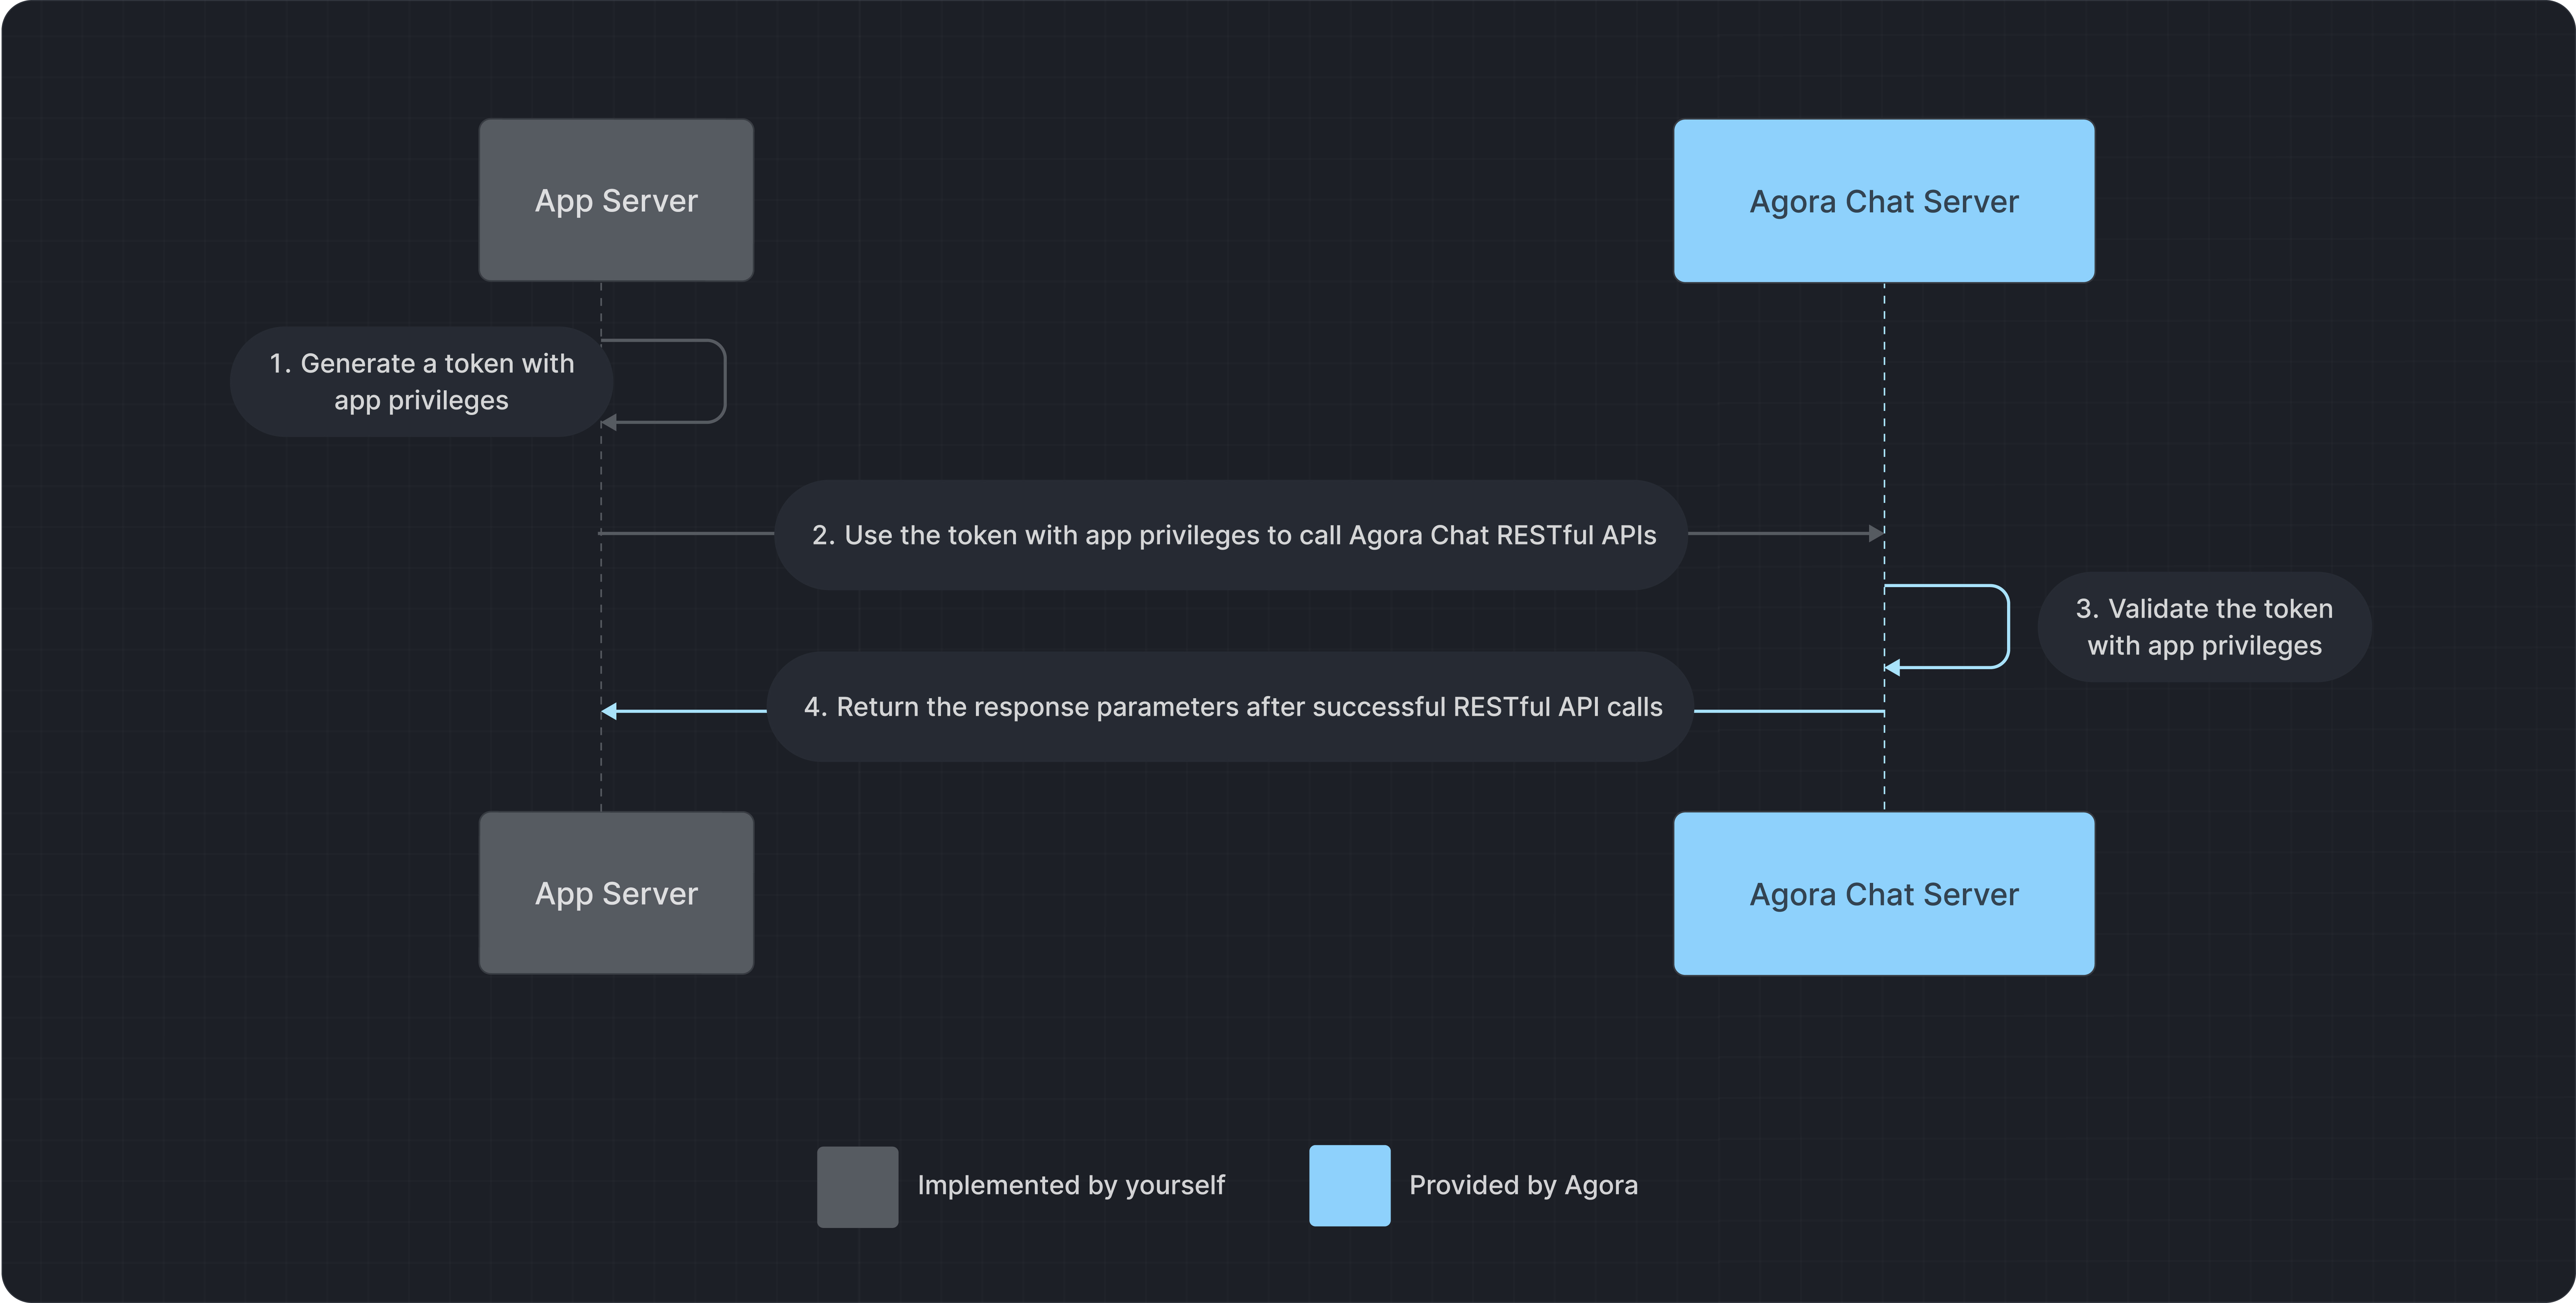 App Server
Agora Chat Server
1. Generate a token with
app privileges
2. Use the token with app privileges to call Agora Chat RESTful APIs
3. Validate the token
with app privileges
4. Return the response parameters after successful RESTful API calls
App Server
Agora Chat Server
Implemented by yourself
Provided by Agora